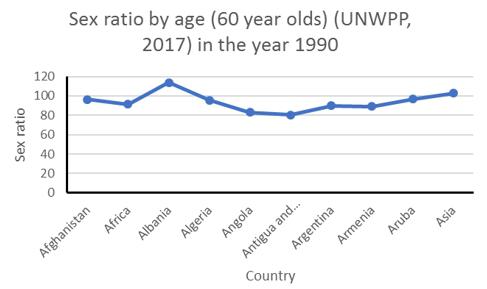 Sex ratio by age (60 year olds) (UNWPP,
2017) in the year 1990
120
100
80
60
40
20
0
Sex ratio
Afghanistan
Africa
Albania
Algeria
Angola
Antigua and...
Argentina
Armenia
Aruba
Asia
Country